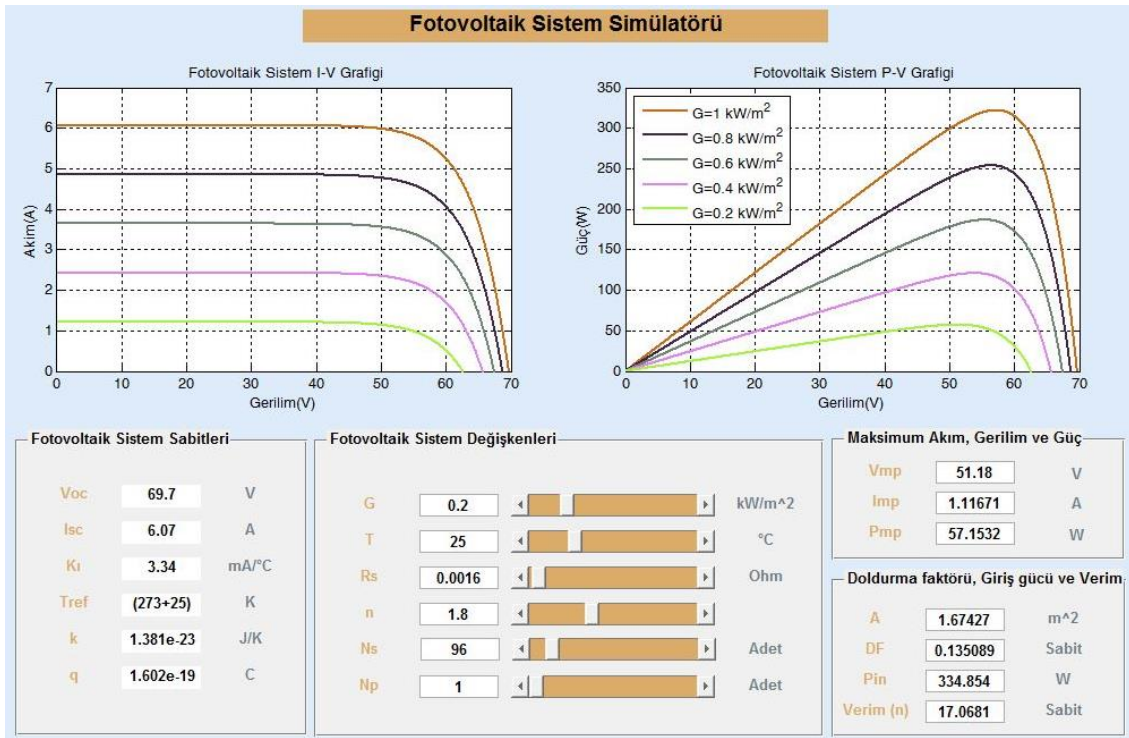 Fotovoltaik Sistem Simülatörü
Fotovoltaik Sistem I-V Grafigi
7
6
5
4
3
2
1
0
Akim(A)
0 10 20 30 40 50 60 70
Gerilim(V)
Fotovoltaik Sistem P-V Grafigi
350
300
250
200
150
100
50
0
Güç(W)
G=1 kW/m2
G=0.8 kW/m2
G=0.6 kW/m2
G=0.4 kW/m2
G=0.2 kW/m2
0 10 20 30 40 50 60 70
Gerilim(V)
Fotovoltaik Sistem Sabitleri
Voc 69.7 V
Isc 6.07 A
Kı 3.34 mA/°C
Tref (273+25) K
k 1.381e-23 J/K
q 1.602e-19 C
Fotovoltaik Sistem Değişkenleri
G 0.2 kW/m^2
T 25 °C
Rs 0.0016 Ohm
n 1.8
Ns 96 Adet
Np 1 Adet
Maksimum Akım, Gerilim ve Güç
Vmp 51.18 V
Imp 1.11671 A
Pmp 57.1532 W
Doldurma faktörü, Giriş gücü ve Verim
A 1.67427 m^2
DF 0.135089 Sabit
Pin 334.854 W
Verim (n) 17.0681 Sabit